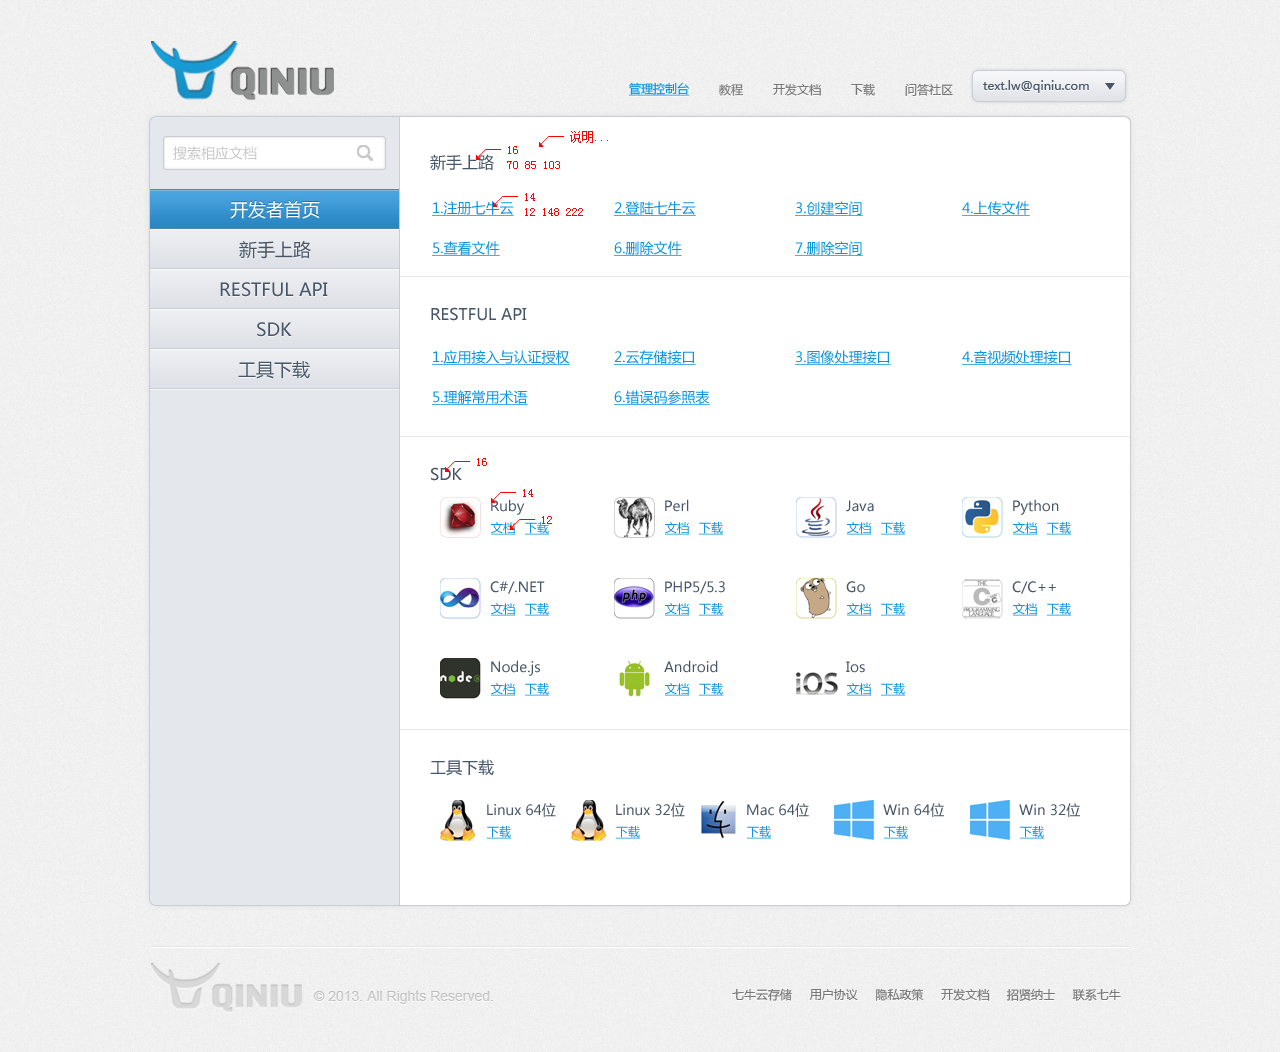 QINIU
管理控制台 教程 开发文档 下载 问答社区 text.lw@qiniu.com
搜索相应文档
开发者首页
新手上路
RESTFUL API
SDK
工具下载
说明...
新手上路
16
70 85 103
14
12 148 222
1.注册七牛云 2.登陆七牛云 3.创建空间 4.上传文件
5.查看文件 6.删除文件 7.删除空间
RESTFUL API
1.应用接入与认证授权 2.云存储接口 3.图像处理接口 4.音视频处理接口
5.理解常用术语 6.错误码参照表
SDK
16
14
12
Ruby Perl Java Python
文档 下载 文档 下载 文档 下载 文档 下载
C#/.NET PHP5/5.3 Go C/C++
文档 下载 文档 下载 文档 下载 文档 下载
php
THE
C
PROGRAMMING
LANGUAGE
Node.js Android Ios
文档 下载 文档 下载 文档 下载
node
iOS
工具下载
Linux 64位 Linux 32位 Mac 64位 Win 64位 Win 32位
下载 下载 下载 下载 下载
QINIU © 2013. All Rights Reserved.
七牛云存储 用户协议 隐私政策 开发文档 招贤纳士 联系七牛